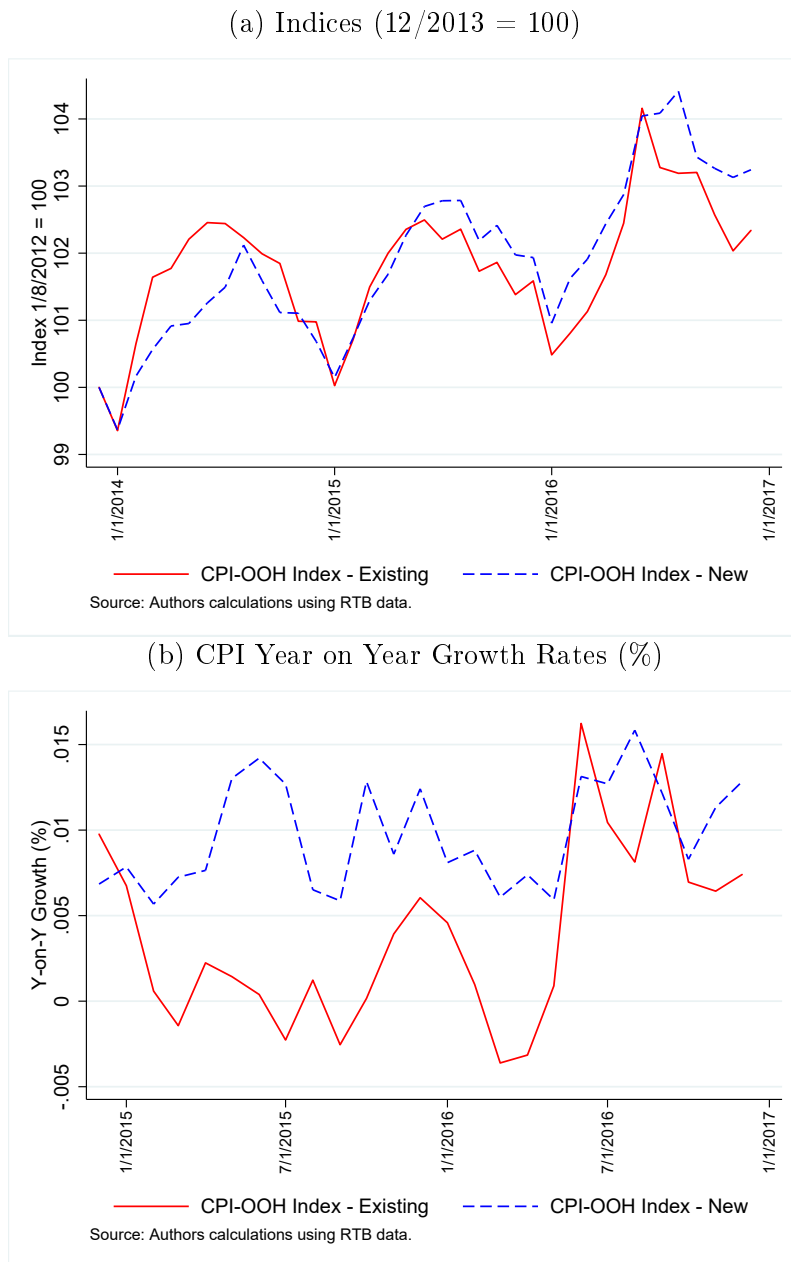 (a) Indices (12/2013 = 100)
Index 1/8/2012 = 100
104
103
102
101
100
99
1/1/2014
1/1/2015
1/1/2016
1/1/2017
CPI-OOH Index - Existing
CPI-OOH Index - New
Source: Authors calculations using RTB data.
(b) CPI Year on Year Growth Rates (%)
Y-on-Y Growth (%)
.015
.01
.005
0
-.005
1/1/2015
7/1/2015
1/1/2016
7/1/2016
1/1/2017
CPI-OOH Index - Existing
CPI-OOH Index - New
Source: Authors calculations using RTB data.